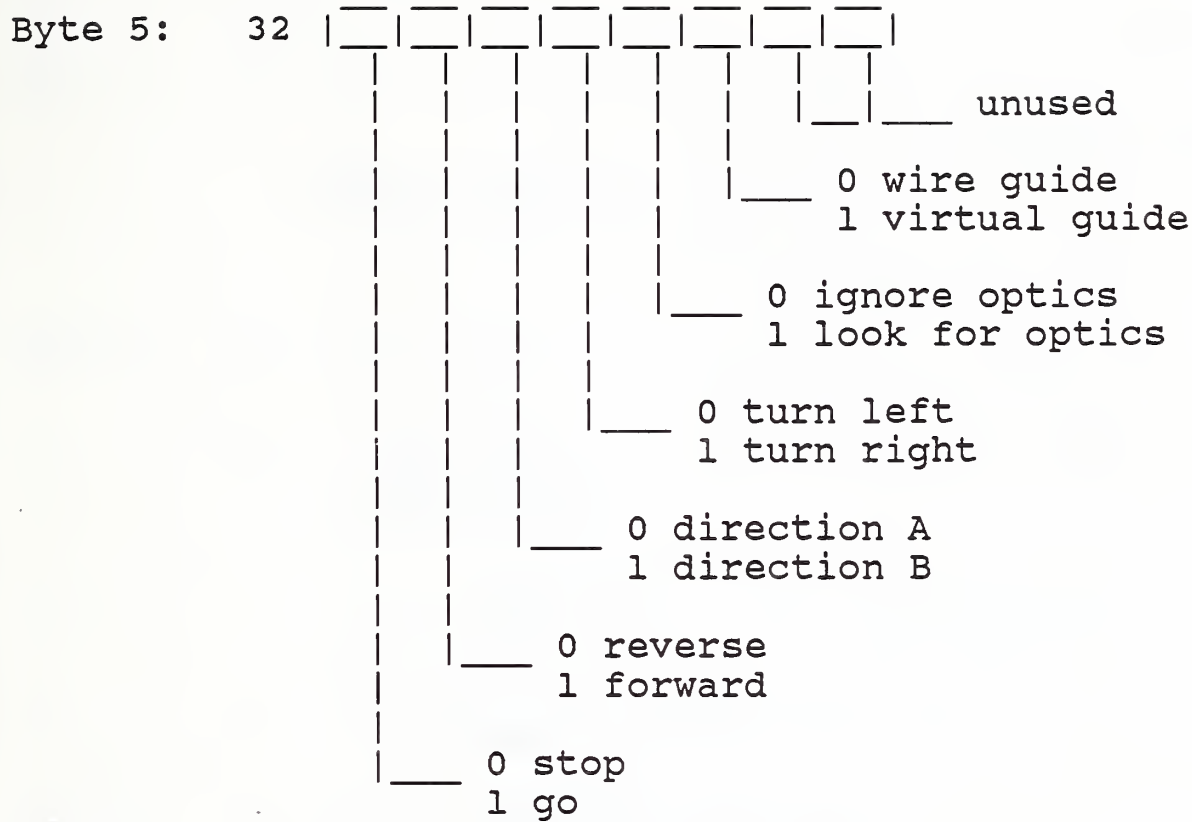 Byte 5: 32
unused
0 wire guide
1 virtual guide
0 ignore optics
1 look for optics
0 turn left
1 turn right
0 direction A
1 direction B
0 reverse
1 forward
0 stop
1 go